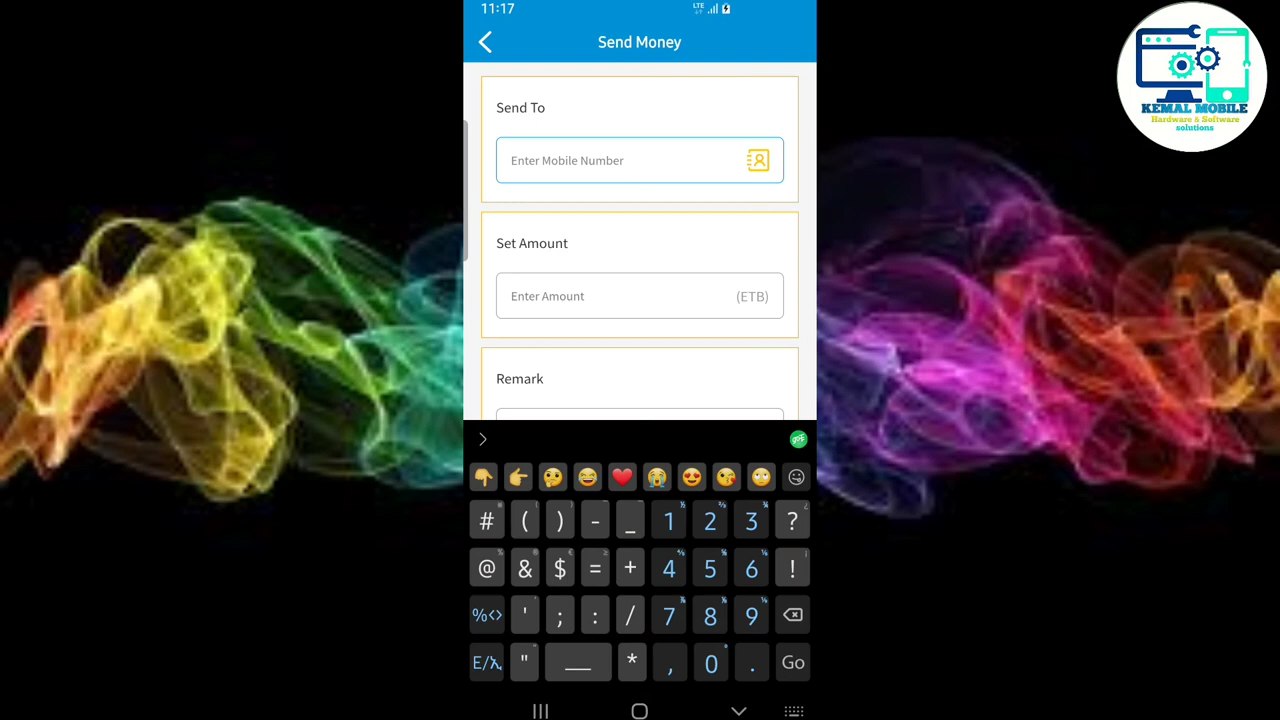 11:17
LTE
Send Money
KEMAL MOBILE
Hardware & Software
solutions
Send To
Enter Mobile Number
Set Amount
Enter Amount (ETB)
Remark
# ( ) - _ 1 2 3 ?
@ & $ = + 4 5 6 !
%<> ' ; : / 7 8 9
E/አ " * , 0 . Go